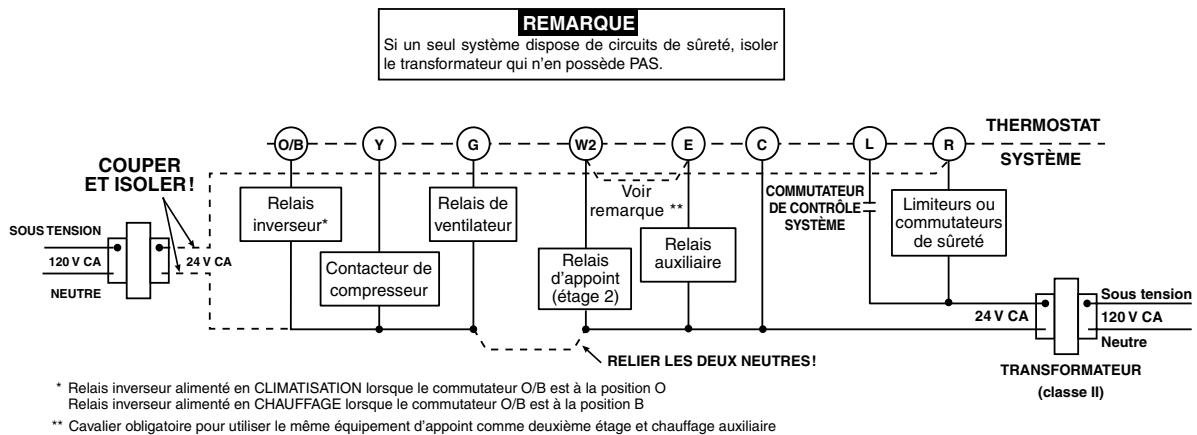 REMARQUE
Si un seul système dispose de circuits de sûreté, isoler
le transformateur qui n'en possède PAS.
O/B
Y
G
W2
E
C
L
R
THERMOSTAT
SYSTÈME
COUPER
ET ISOLER !
SOUS TENSION
120 V CA
24 V CA
NEUTRE
Relais
inverseur*
Contacteur de
compresseur
Relais de
ventilateur
Relais
d'appoint
(étage 2)
Voir
remarque **
Relais
auxiliaire
COMMUTATEUR
DE CONTRÔLE
SYSTÈME
Limiteurs ou
commutateurs
de sûreté
24 V CA
Sous tension
120 V CA
Neutre
TRANSFORMATEUR
(classe II)
RELIER LES DEUX NEUTRES !
* Relais inverseur alimenté en CLIMATISATION lorsque le commutateur O/B est à la position O
Relais inverseur alimenté en CHAUFFAGE lorsque le commutateur O/B est à la position B
** Cavalier obligatoire pour utiliser le même équipement d'appoint comme deuxième étage et chauffage auxiliaire